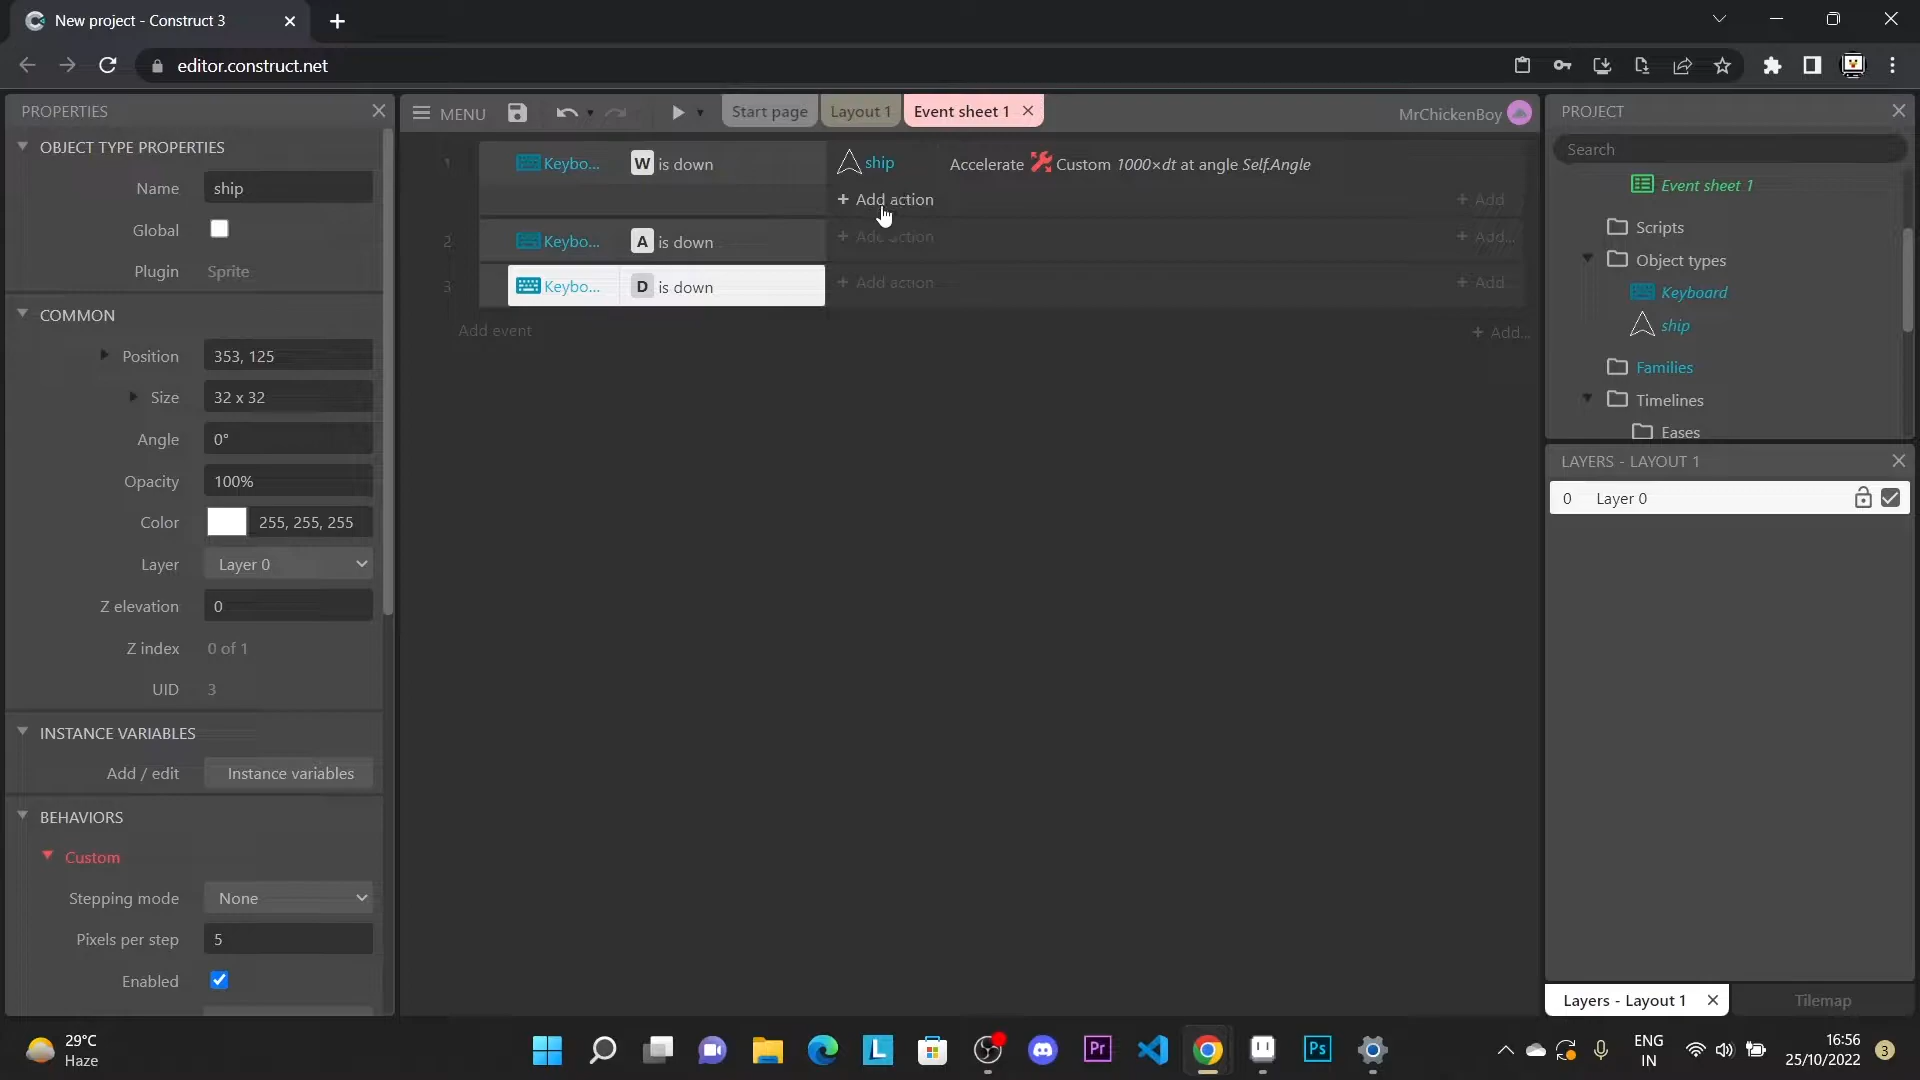 New project - Construct 3
editor.construct.net
PROPERTIES
OBJECT TYPE PROPERTIES
Name ship
Global
Plugin Sprite
COMMON
Position 353, 125
Size 32 x 32
Angle 0°
Opacity 100%
Color 255, 255, 255
Layer Layer 0
Z elevation 0
Z index 0 of 1
UID 3
INSTANCE VARIABLES
Add / edit Instance variables
BEHAVIORS
Custom
Stepping mode None
Pixels per step 5
Enabled
MENU Start page Layout 1 Event sheet 1 MrChickenBoy
1 Keybo... W is down ship Accelerate Custom 1000×dt at angle Self.Angle
+ Add action + Add
2 Keybo... A is down + Add action + Add...
3 Keybo... D is down + Add action + Add
Add event + Add...
PROJECT
Search
Event sheet 1
Scripts
Object types
Keyboard
ship
Families
Timelines
Eases
LAYERS - LAYOUT 1
0 Layer 0
Layers - Layout 1 Tilemap
29°C
Haze
L
Pr
Ps
ENG
IN
16:56
25/10/2022
3